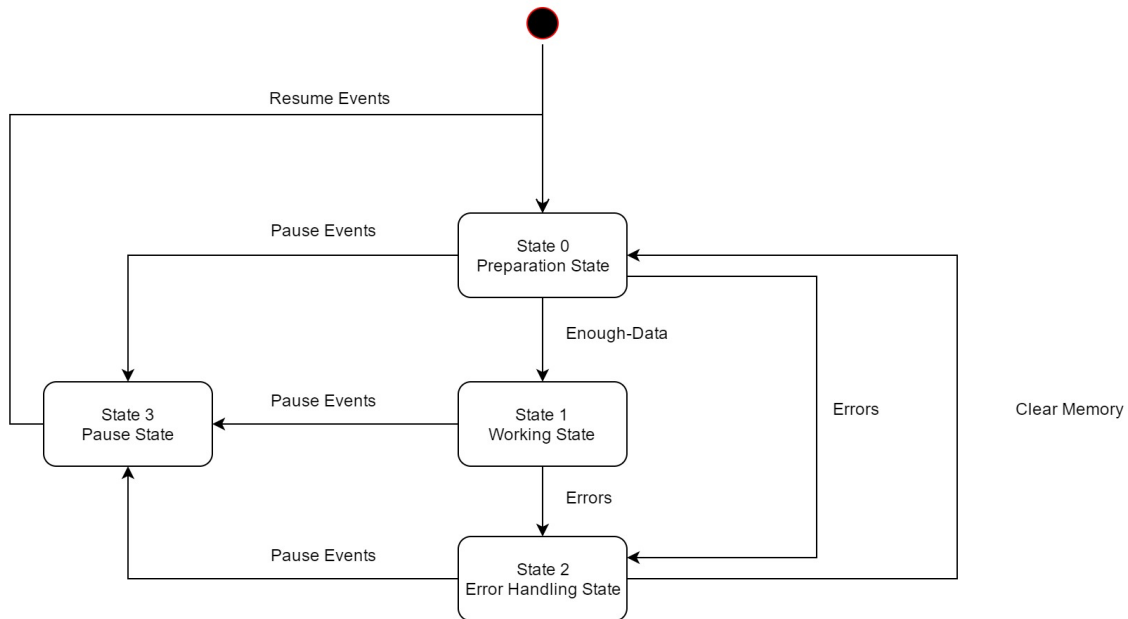 Resume Events
Pause Events
State 0
Preparation State
Enough-Data
State 3
Pause State
Pause Events
State 1
Working State
Errors
Clear Memory
Errors
Pause Events
State 2
Error Handling State